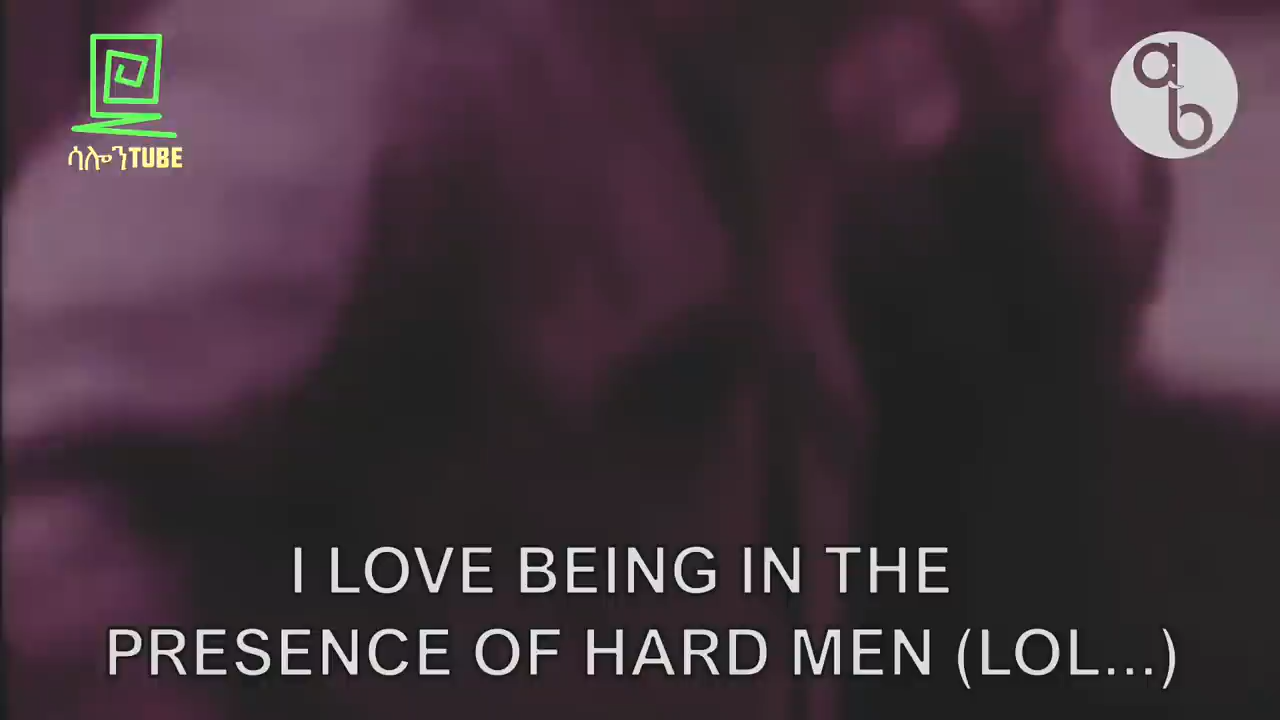 ሳሎንTUBE
ab
I LOVE BEING IN THE
PRESENCE OF HARD MEN (LOL...)